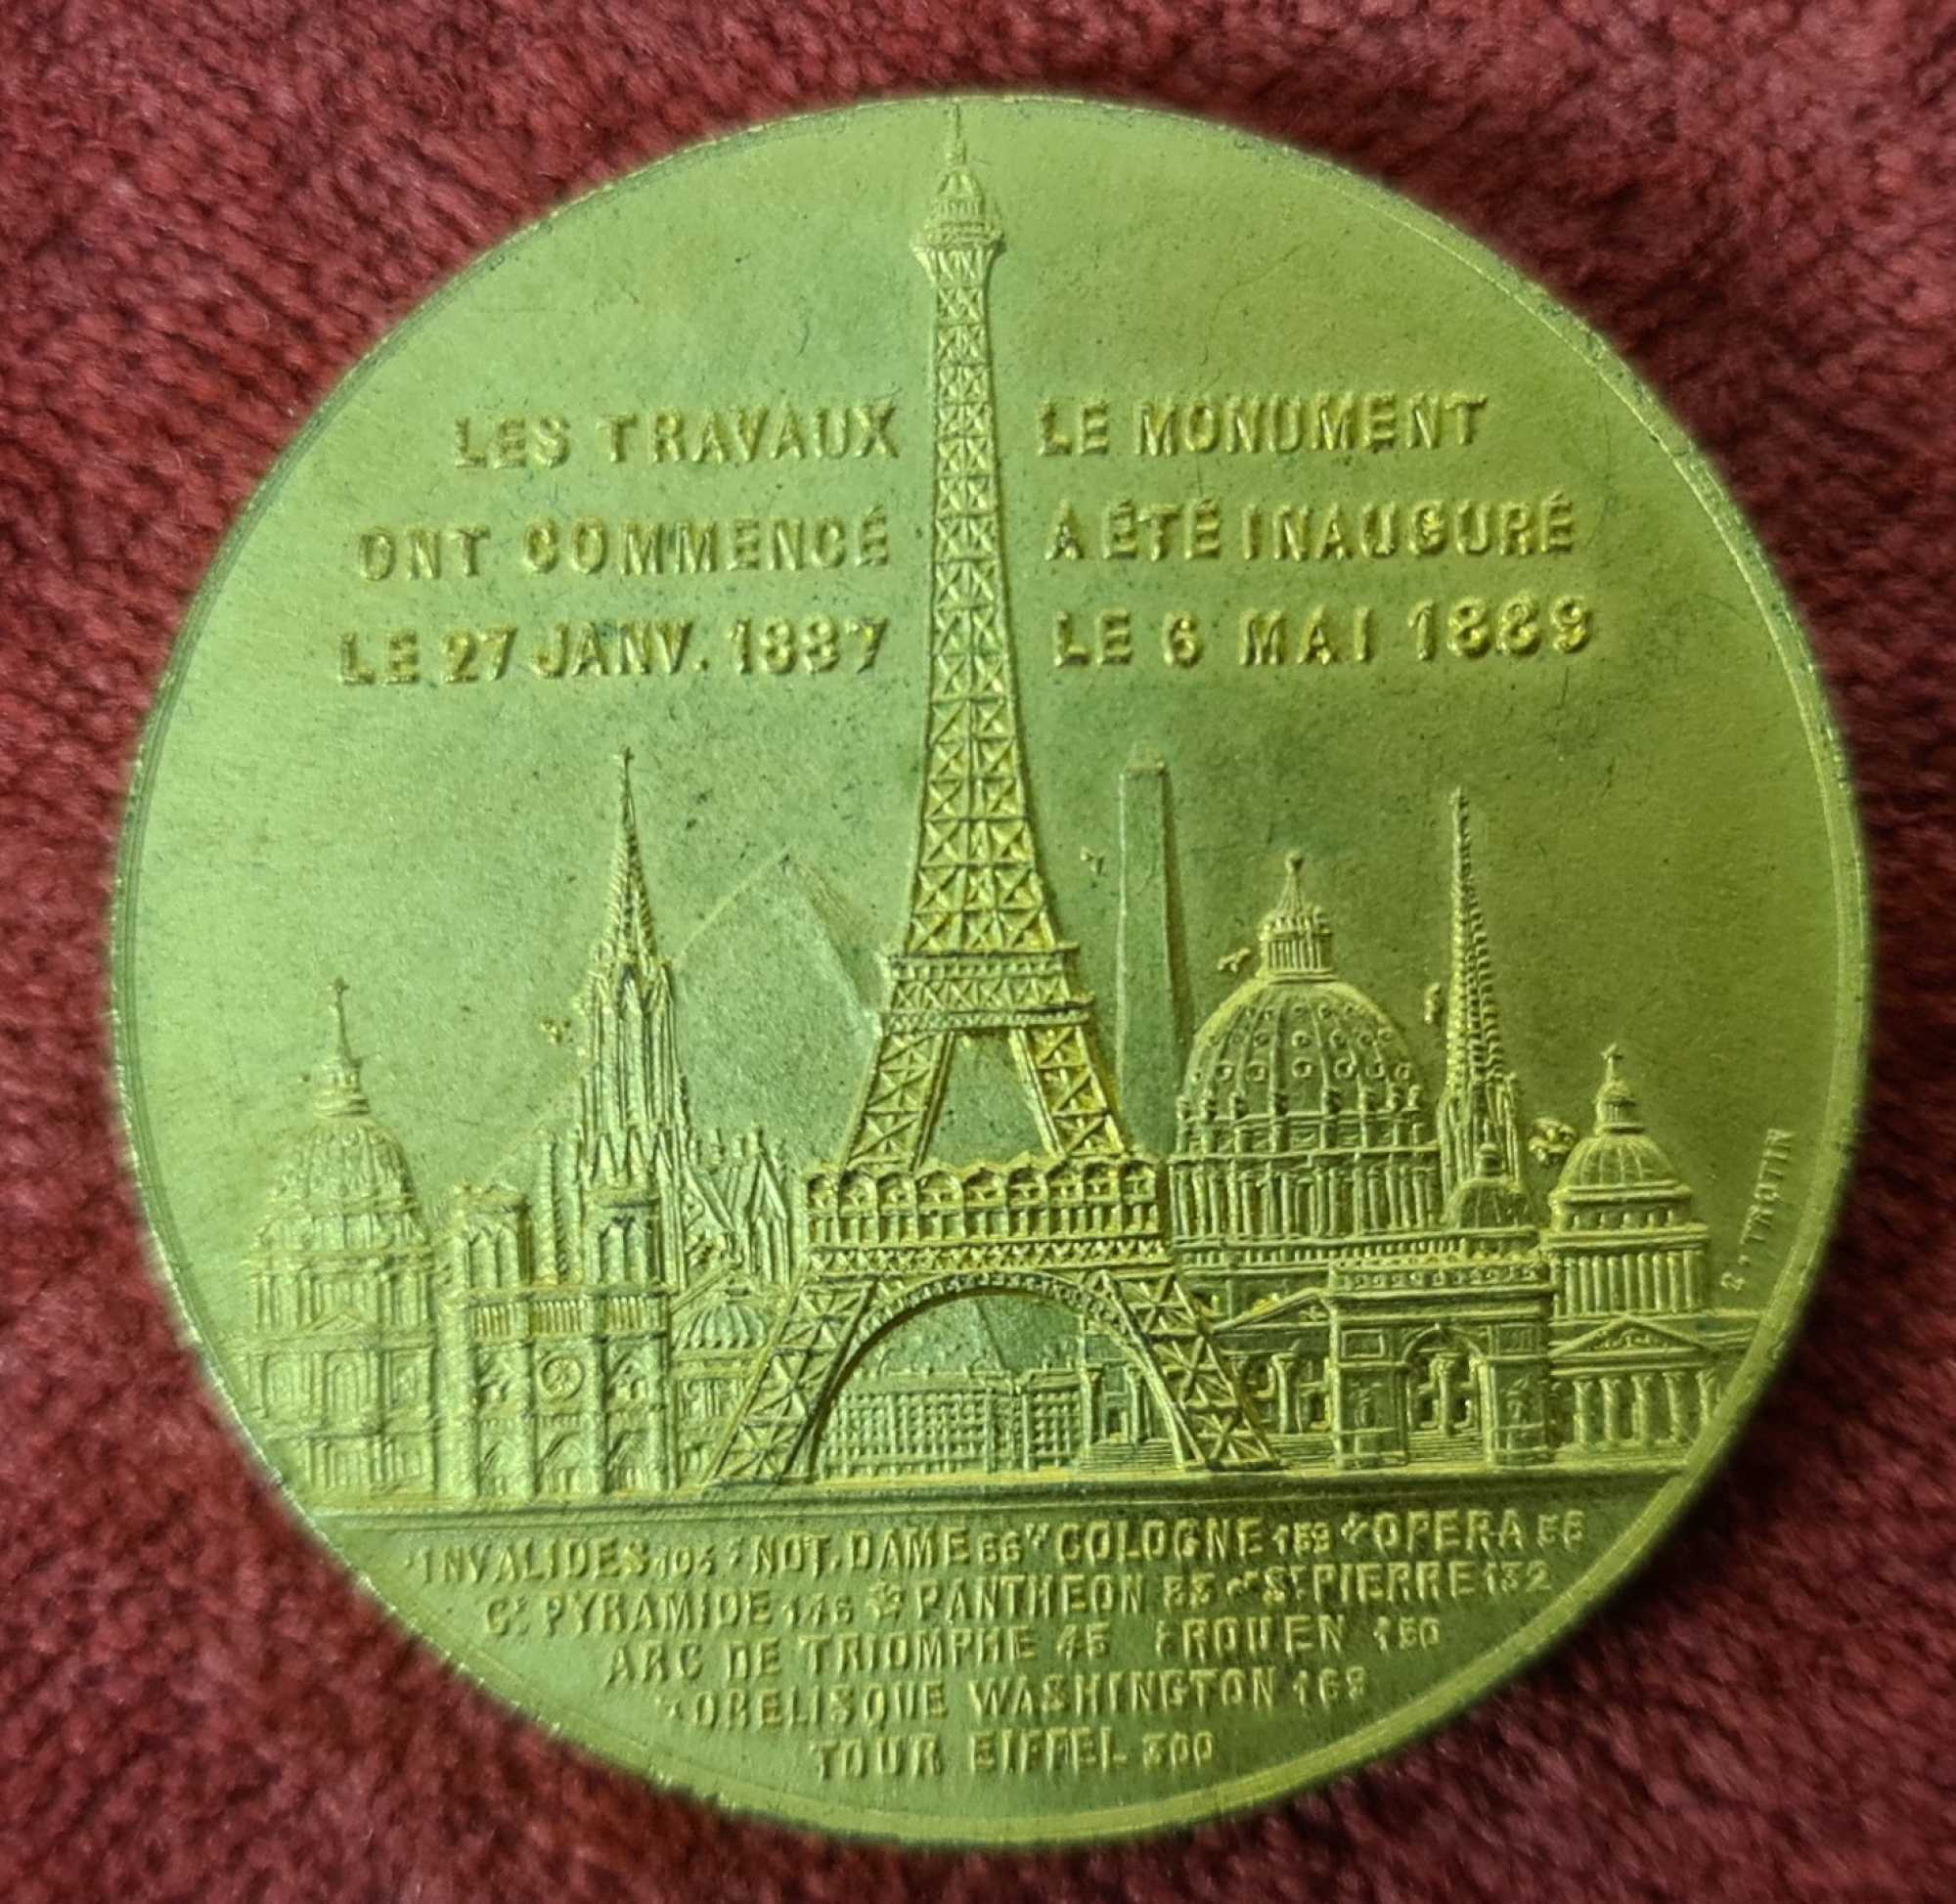 LES TRAVAUX
ONT COMMENCÉ
LE 27 JANV. 1887
LE MONUMENT
A ÉTÉ INAUGURÉ
LE 6 MAI 1889
TROTIN
INVALIDES 105 NOT. DAME 66 COLOGNE 159 OPERA
Gᵈᵉ PYRAMIDE 146 PANTHEON 83 Sᵗ PIERRE 132
ARC DE TRIOMPHE 45 ROUEN 150
OBELISQUE WASHINGTON 169
TOUR EIFFEL 300